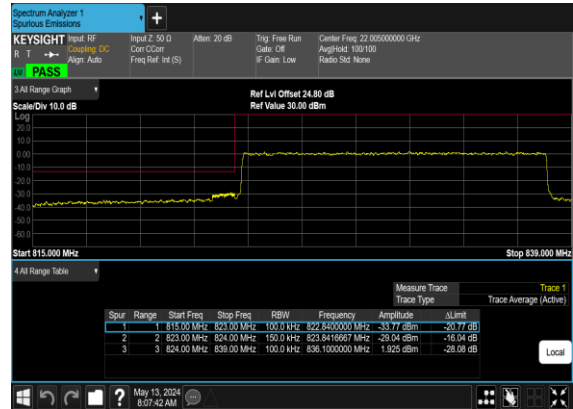 Spectrum Analyzer 1
Spurious Emissions
KEYSIGHT Input: RF Input Z: 50 Ω Atten: 20 dB Trig: Free Run Center Freq: 22.005000000 GHz
R T Coupling: DC Corr CCorr Gate: Off Avg|Hold: 100/100
Align: Auto Freq Ref: Int (S) IF Gain: Low Radio Std: None
PASS
3 All Range Graph
Ref Lvl Offset 24.80 dB
Scale/Div 10.0 dB Ref Value 30.00 dBm
Log
20.0
10.0
0.00
-10.0
-20.0
-30.0
-40.0
-50.0
-60.0
Start 815.000 MHz Stop 839.000 MHz
4 All Range Table
Measure Trace Trace 1
Trace Type Trace Average (Active)
Spur Range Start Freq Stop Freq RBW Frequency Amplitude ΔLimit
1 1 815.00 MHz 823.00 MHz 100.0 kHz 822.8400000 MHz -33.77 dBm -20.77 dB
2 2 823.00 MHz 824.00 MHz 150.0 kHz 823.8416667 MHz -29.04 dBm -16.04 dB
3 3 824.00 MHz 839.00 MHz 100.0 kHz 836.1000000 MHz 1.925 dBm -28.08 dB
Local
May 13, 2024
8:07:42 AM